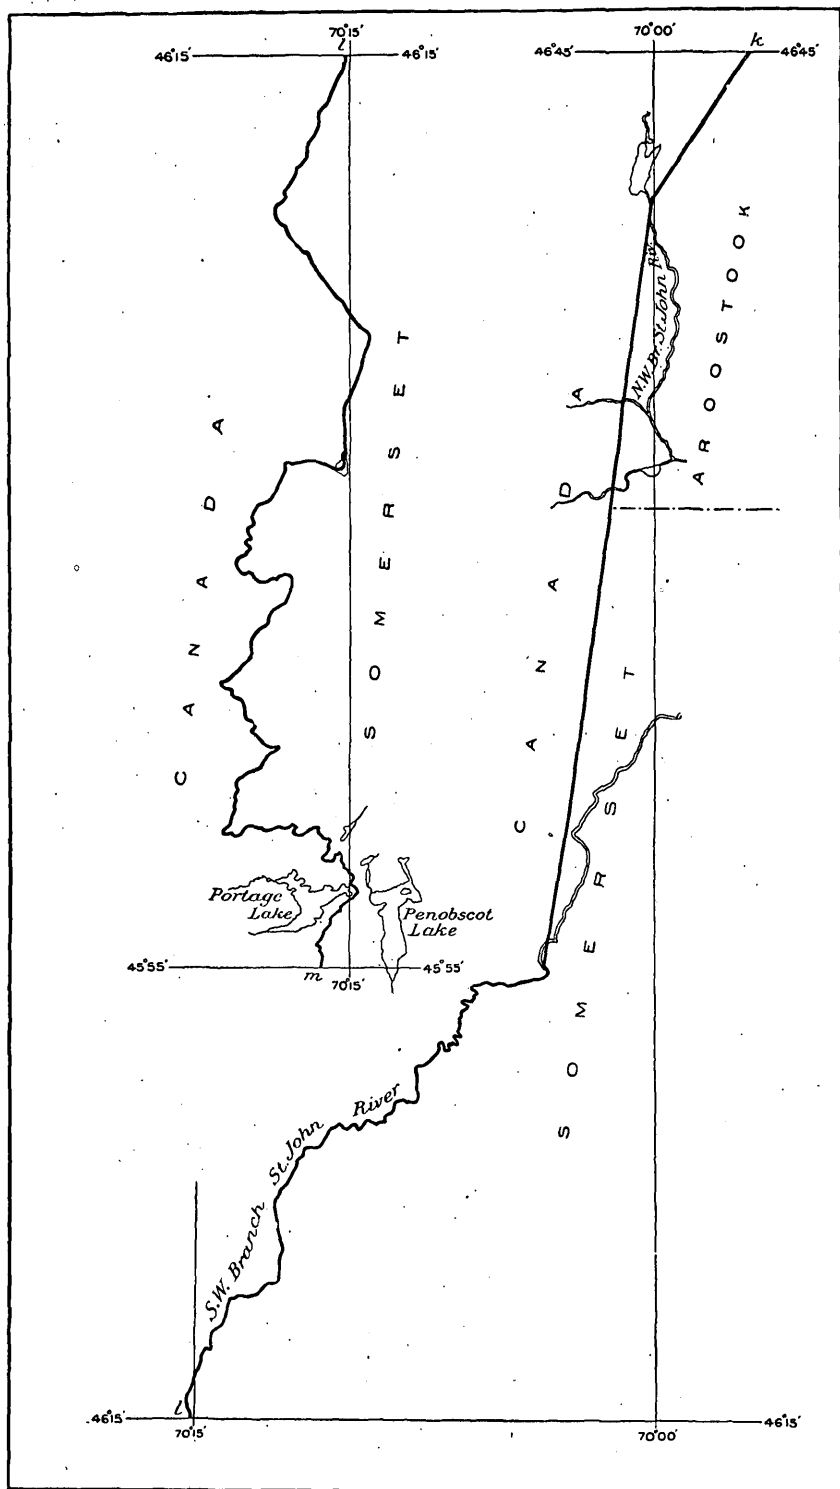 70°15'
l
46°15'
46°15'
CANADA
SOMERSET
Portage
Lake
Penobscot
Lake
45°55'
m
70°15'
45°55'
70°00'
k
46°45'
46°45'
N.W. Br. St. John Rv.
AROOSTOOK
CANADA
SOMERSET
S.W. Branch St. John River
l
46°15'
70°15'
70°00'
46°15'